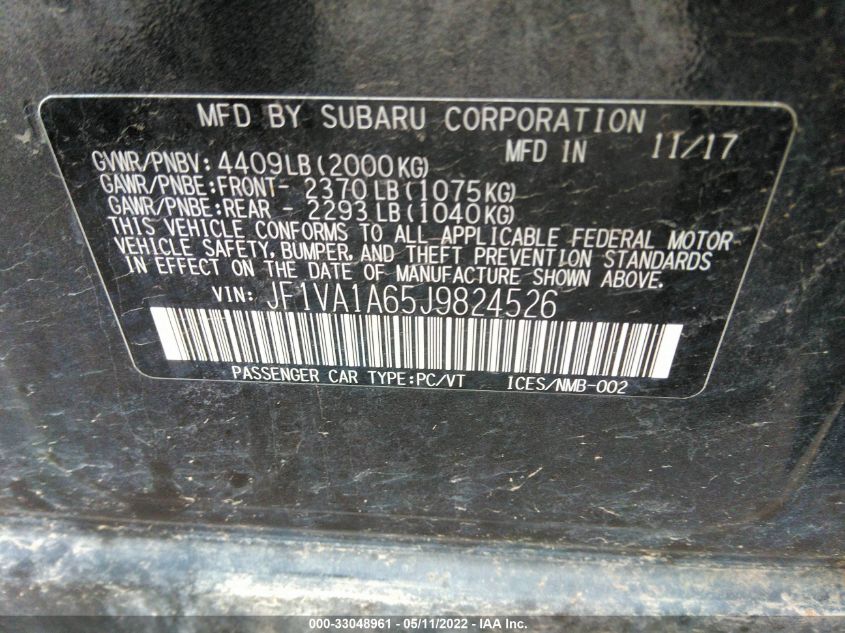 MFD BY SUBARU CORPORATION
MFD IN 11/17
GVWR/PNBV: 4409LB(2000KG)
GAWR/PNBE:FRONT- 2370LB(1075KG)
GAWR/PNBE:REAR - 2293LB(1040KG)
THIS VEHICLE CONFORMS TO ALL APPLICABLE FEDERAL MOTOR
VEHICLE SAFETY, BUMPER, AND THEFT PREVENTION STANDARDS
IN EFFECT ON THE DATE OF MANUFACTURE SHOWN ABOVE.
VIN: JF1VA1A65J9824526
PASSENGER CAR TYPE:PC/VT ICES/NMB-002
000-33048961 - 05/11/2022 - IAA Inc.